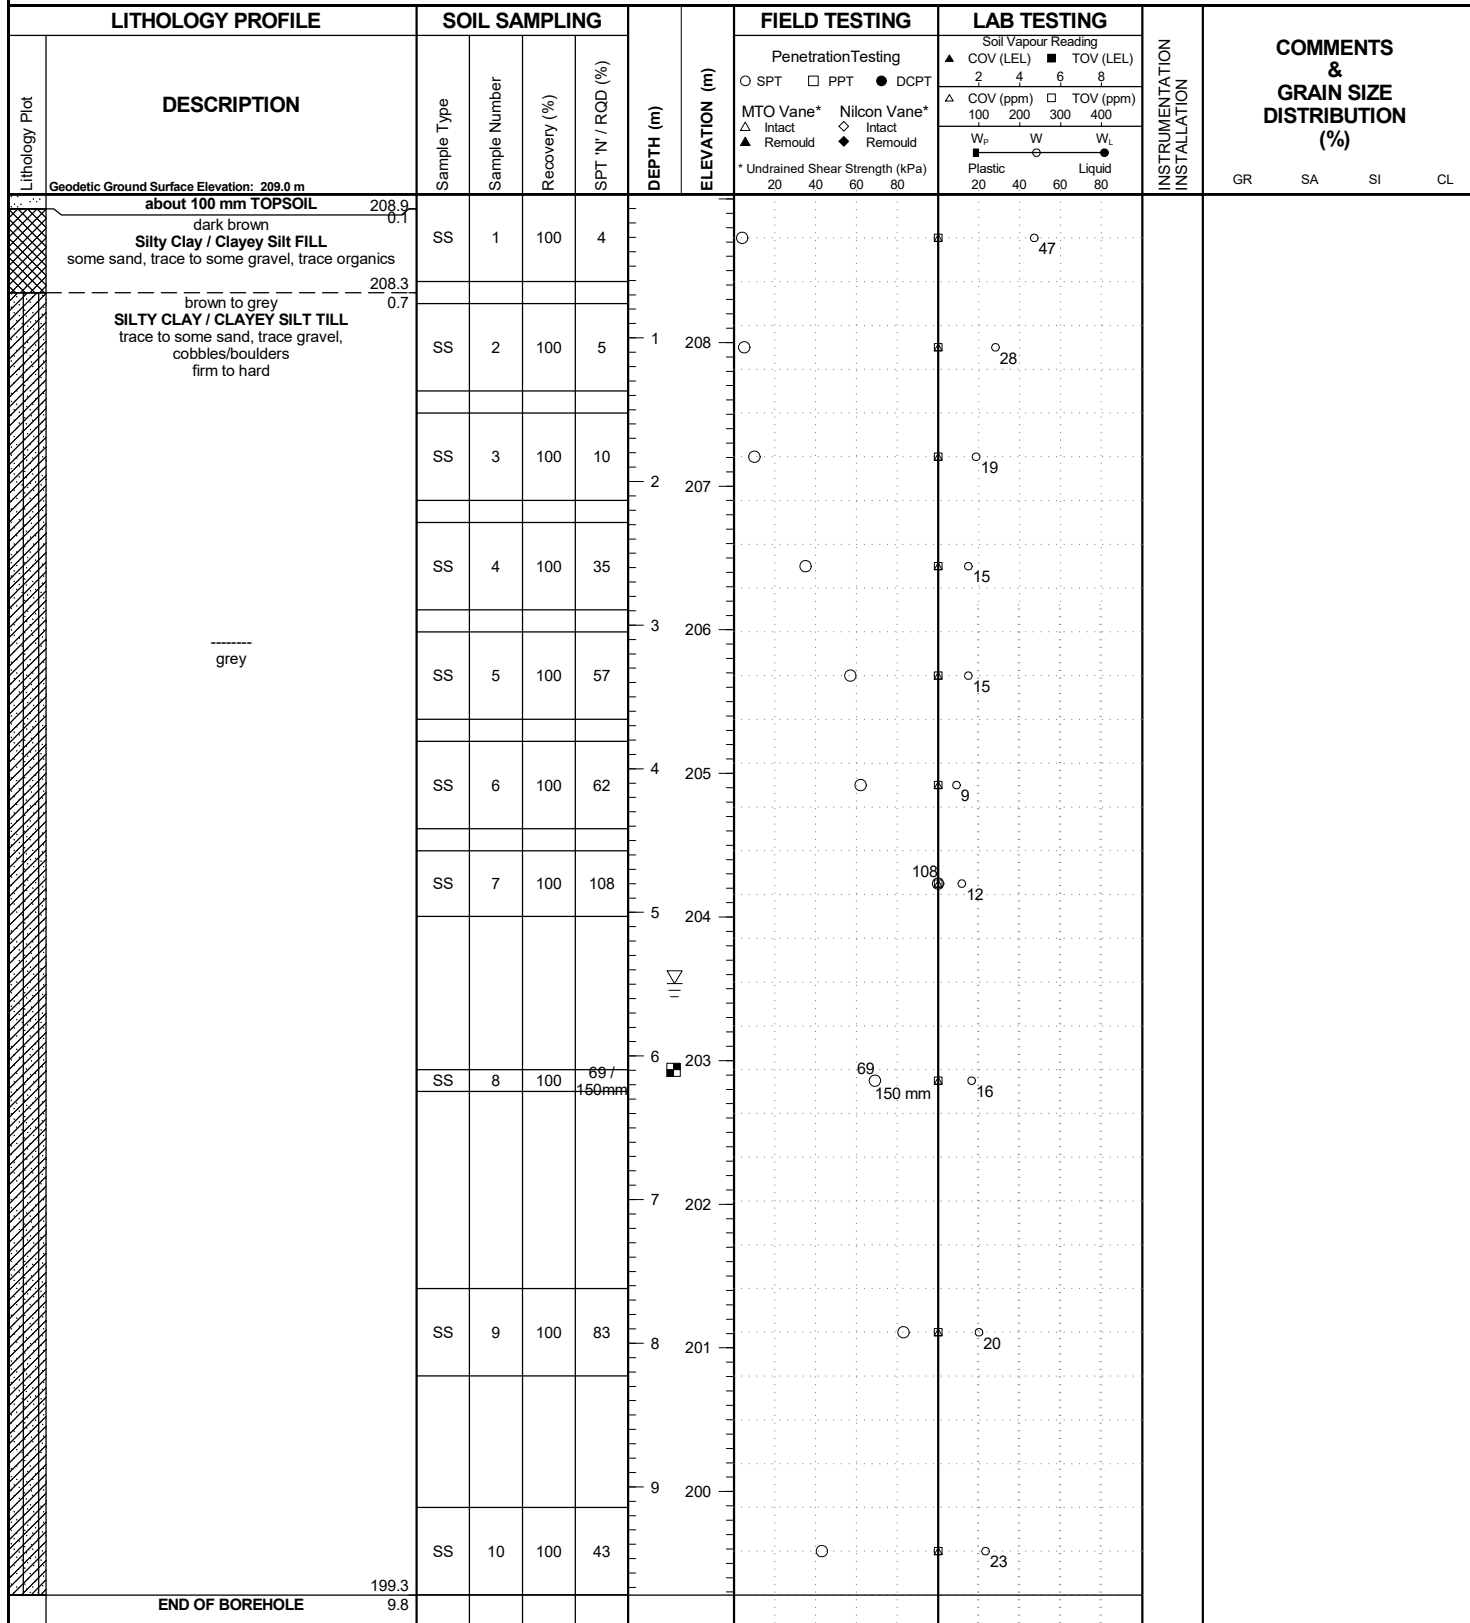 LITHOLOGY PROFILE
SOIL SAMPLING
FIELD TESTING
LAB TESTING
Lithology Plot
DESCRIPTION
Geodetic Ground Surface Elevation: 209.0 m
Sample Type
Sample Number
Recovery (%)
SPT 'N' / RQD (%)
DEPTH (m)
ELEVATION (m)
PenetrationTesting
SPT PPT DCPT
MTO Vane* Nilcon Vane*
Intact Intact
Remould Remould
* Undrained Shear Strength (kPa)
20 40 60 80
Soil Vapour Reading
COV (LEL) TOV (LEL)
2 4 6 8
COV (ppm) TOV (ppm)
100 200 300 400
WP W WL
Plastic Liquid
20 40 60 80
INSTRUMENTATION
INSTALLATION
COMMENTS
&
GRAIN SIZE
DISTRIBUTION
(%)
GR SA SI CL
about 100 mm TOPSOIL 208.9
0.1
dark brown
Silty Clay / Clayey Silt FILL
some sand, trace to some gravel, trace organics
208.3
0.7
brown to grey
SILTY CLAY / CLAYEY SILT TILL
trace to some sand, trace gravel,
cobbles/boulders
firm to hard
--------
grey
199.3
END OF BOREHOLE 9.8
SS 1 100 4 47
1 208
SS 2 100 5 28
SS 3 100 10 19
2 207
SS 4 100 35 15
3 206
SS 5 100 57 15
4 205
SS 6 100 62 9
SS 7 100 108 108 12
5 204
6 203
SS 8 100 69 / 150mm 69 150 mm 16
7 202
SS 9 100 83 20
8 201
9 200
SS 10 100 43 23